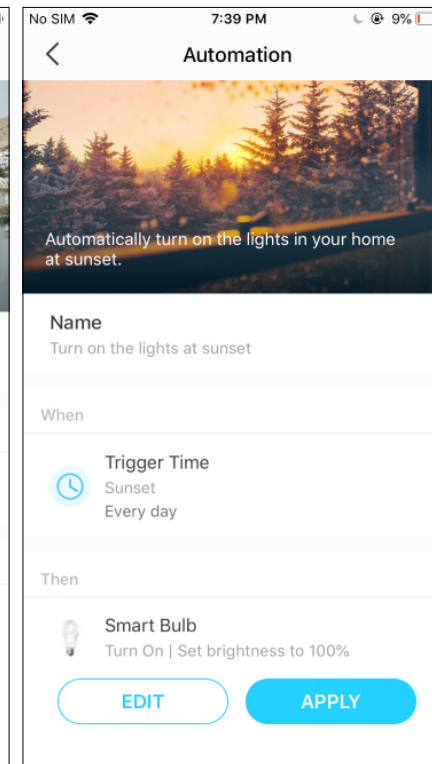 No SIM 7:39 PM 9%
Automation
Automatically turn on the lights in your home
at sunset.
Name
Turn on the lights at sunset
When
Trigger Time
Sunset
Every day
Then
Smart Bulb
Turn On | Set brightness to 100%
EDIT APPLY